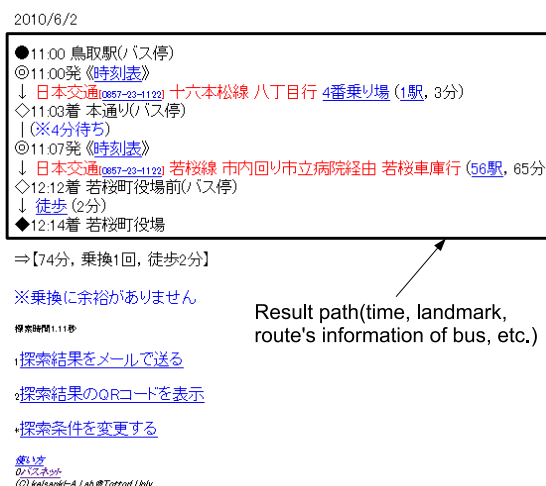 2010/6/2
●11:00 鳥取駅(バス停)
◎11:00発 《時刻表》
↓ 日本交通[0857-23-1122] 十六本松線 八丁目行 4番乗り場 (1駅, 3分)
◇11:03着 本通り(バス停)
| (※4分待ち)
◎11:07発 《時刻表》
↓ 日本交通[0857-23-1122] 若桜線 市内回り市立病院経由 若桜車庫行 (56駅, 65分
◇12:12着 若桜町役場前(バス停)
↓ 徒歩 (2分)
◆12:14着 若桜町役場
⇒【74分, 乗換1回, 徒歩2分】
※乗換に余裕がありません
Result path(time, landmark,
route's information of bus, etc.)
探索時間1.11秒
1探索結果をメールで送る
2探索結果のQRコードを表示
*探索条件を変更する
使い方
0バスネット
(C) keisanki-A Lab @Tottori Univ.